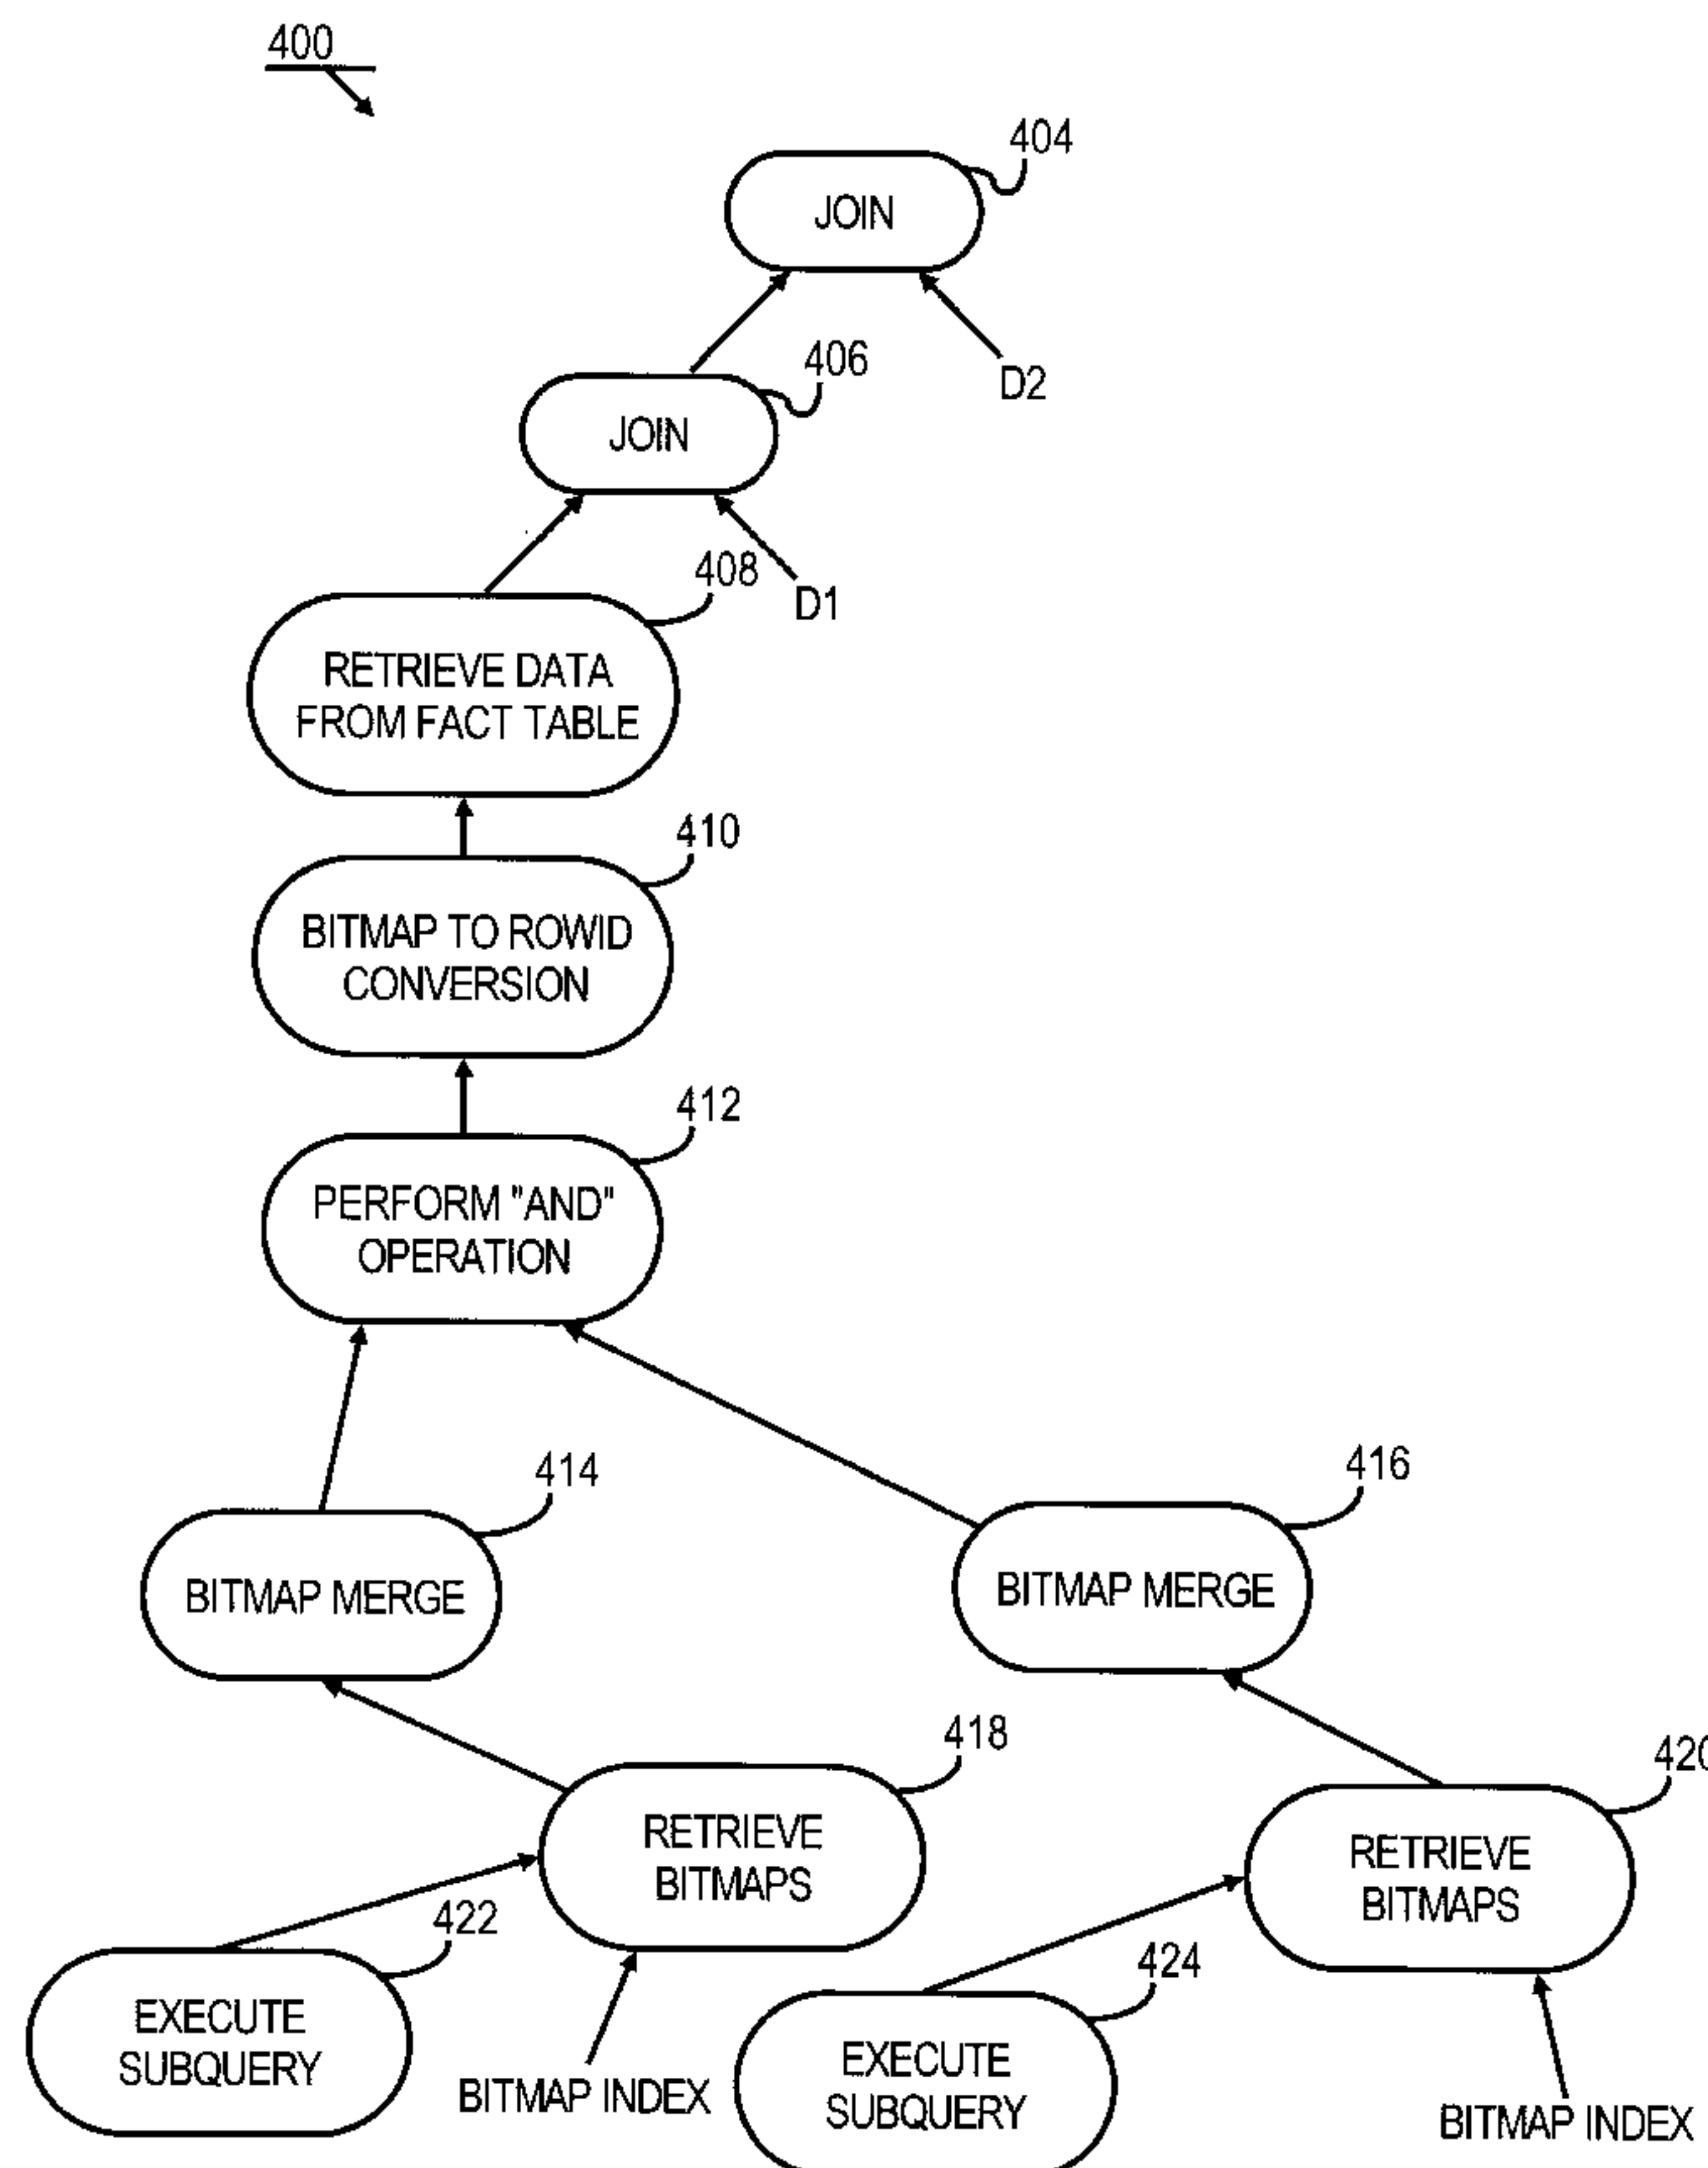 400
404
JOIN
406
D2
JOIN
408
D1
RETRIEVE DATA
FROM FACT TABLE
410
BITMAP TO ROWID
CONVERSION
412
PERFORM "AND"
OPERATION
414
416
BITMAP MERGE
BITMAP MERGE
418
420
RETRIEVE
BITMAPS
RETRIEVE
BITMAPS
422
424
EXECUTE
SUBQUERY
BITMAP INDEX
EXECUTE
SUBQUERY
BITMAP INDEX